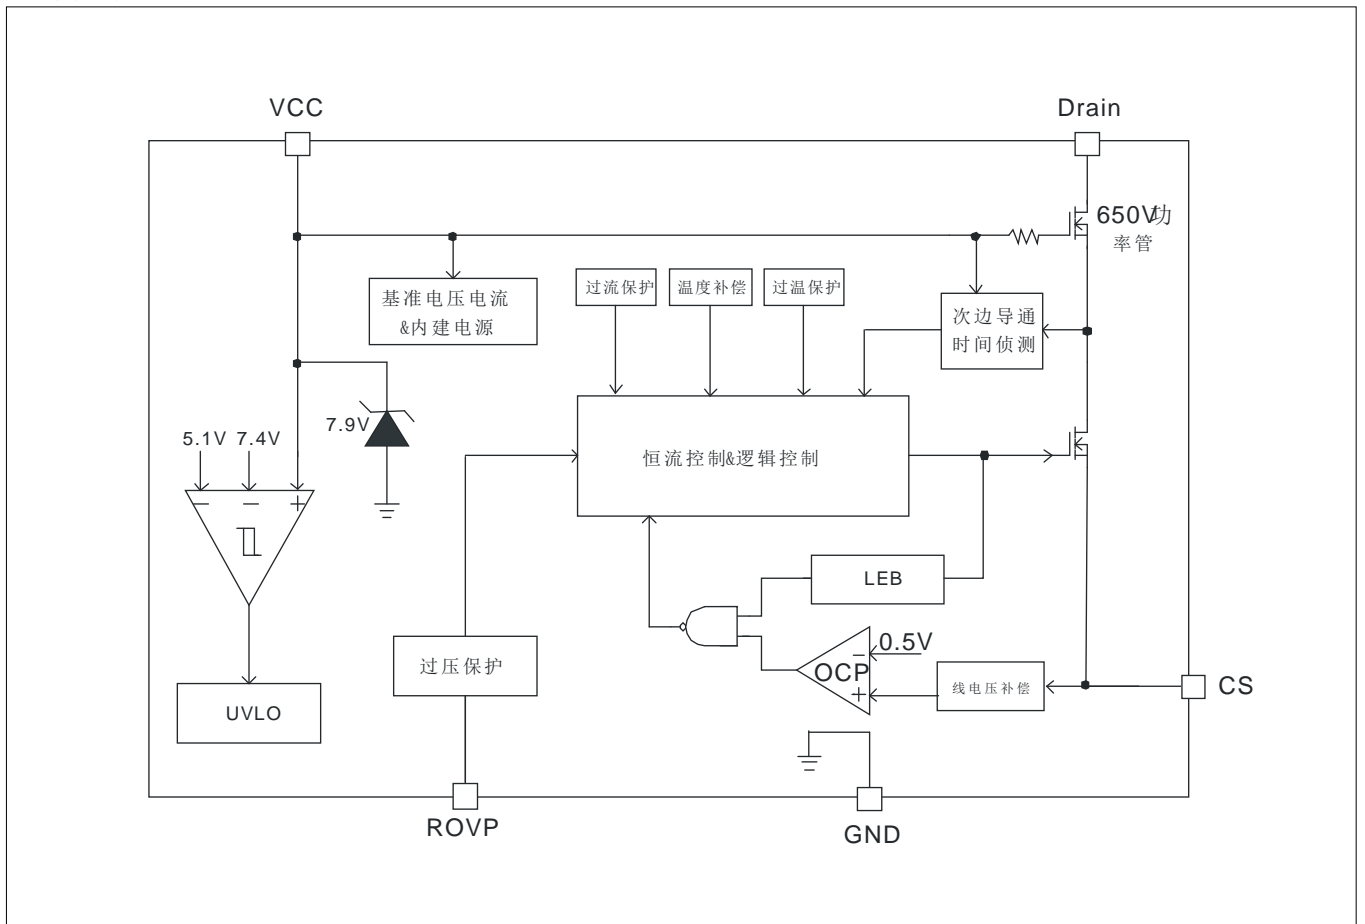 VCC
Drain
650V功
率管
过流保护
温度补偿
过温保护
基准电压电流
&内建电源
次边导通
时间侦测
7.9V
5.1V 7.4V
恒流控制&逻辑控制
LEB
0.5V
OCP
过压保护
线电压补偿
CS
UVLO
ROVP
GND